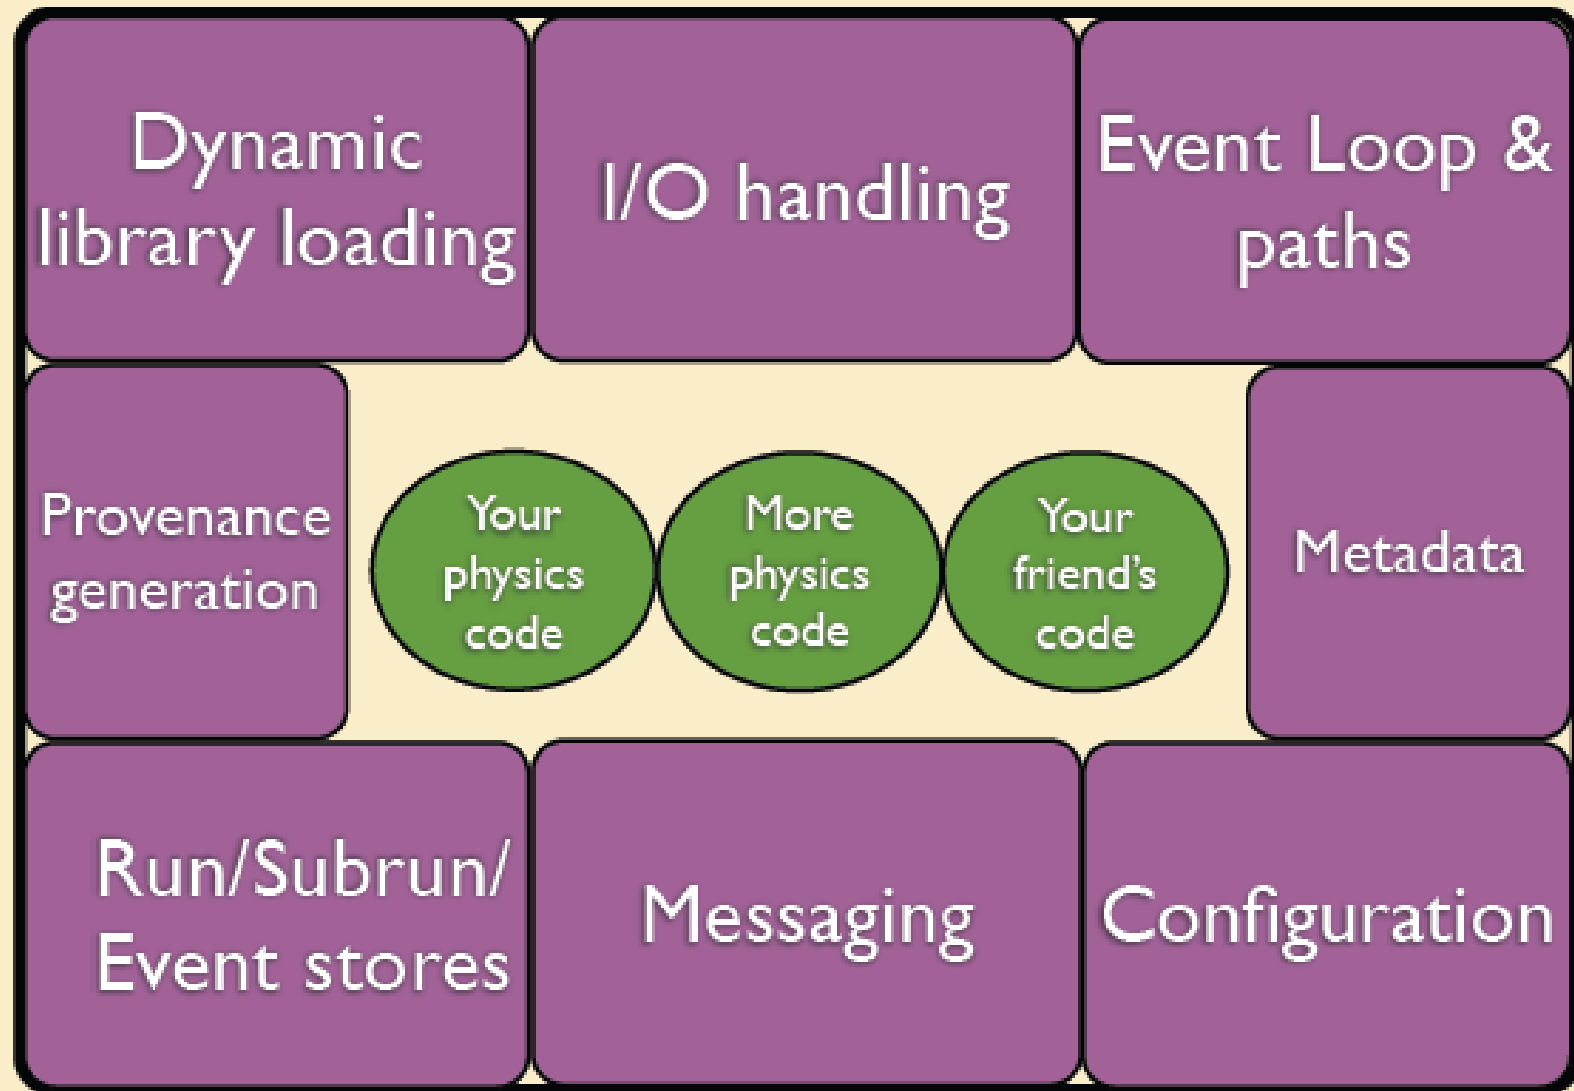 Dynamic
library loading
I/O handling
Event Loop &
paths
Provenance
generation
Your
physics
code
More
physics
code
Your
friend’s
code
Metadata
Run/Subrun/
Event stores
Messaging
Configuration